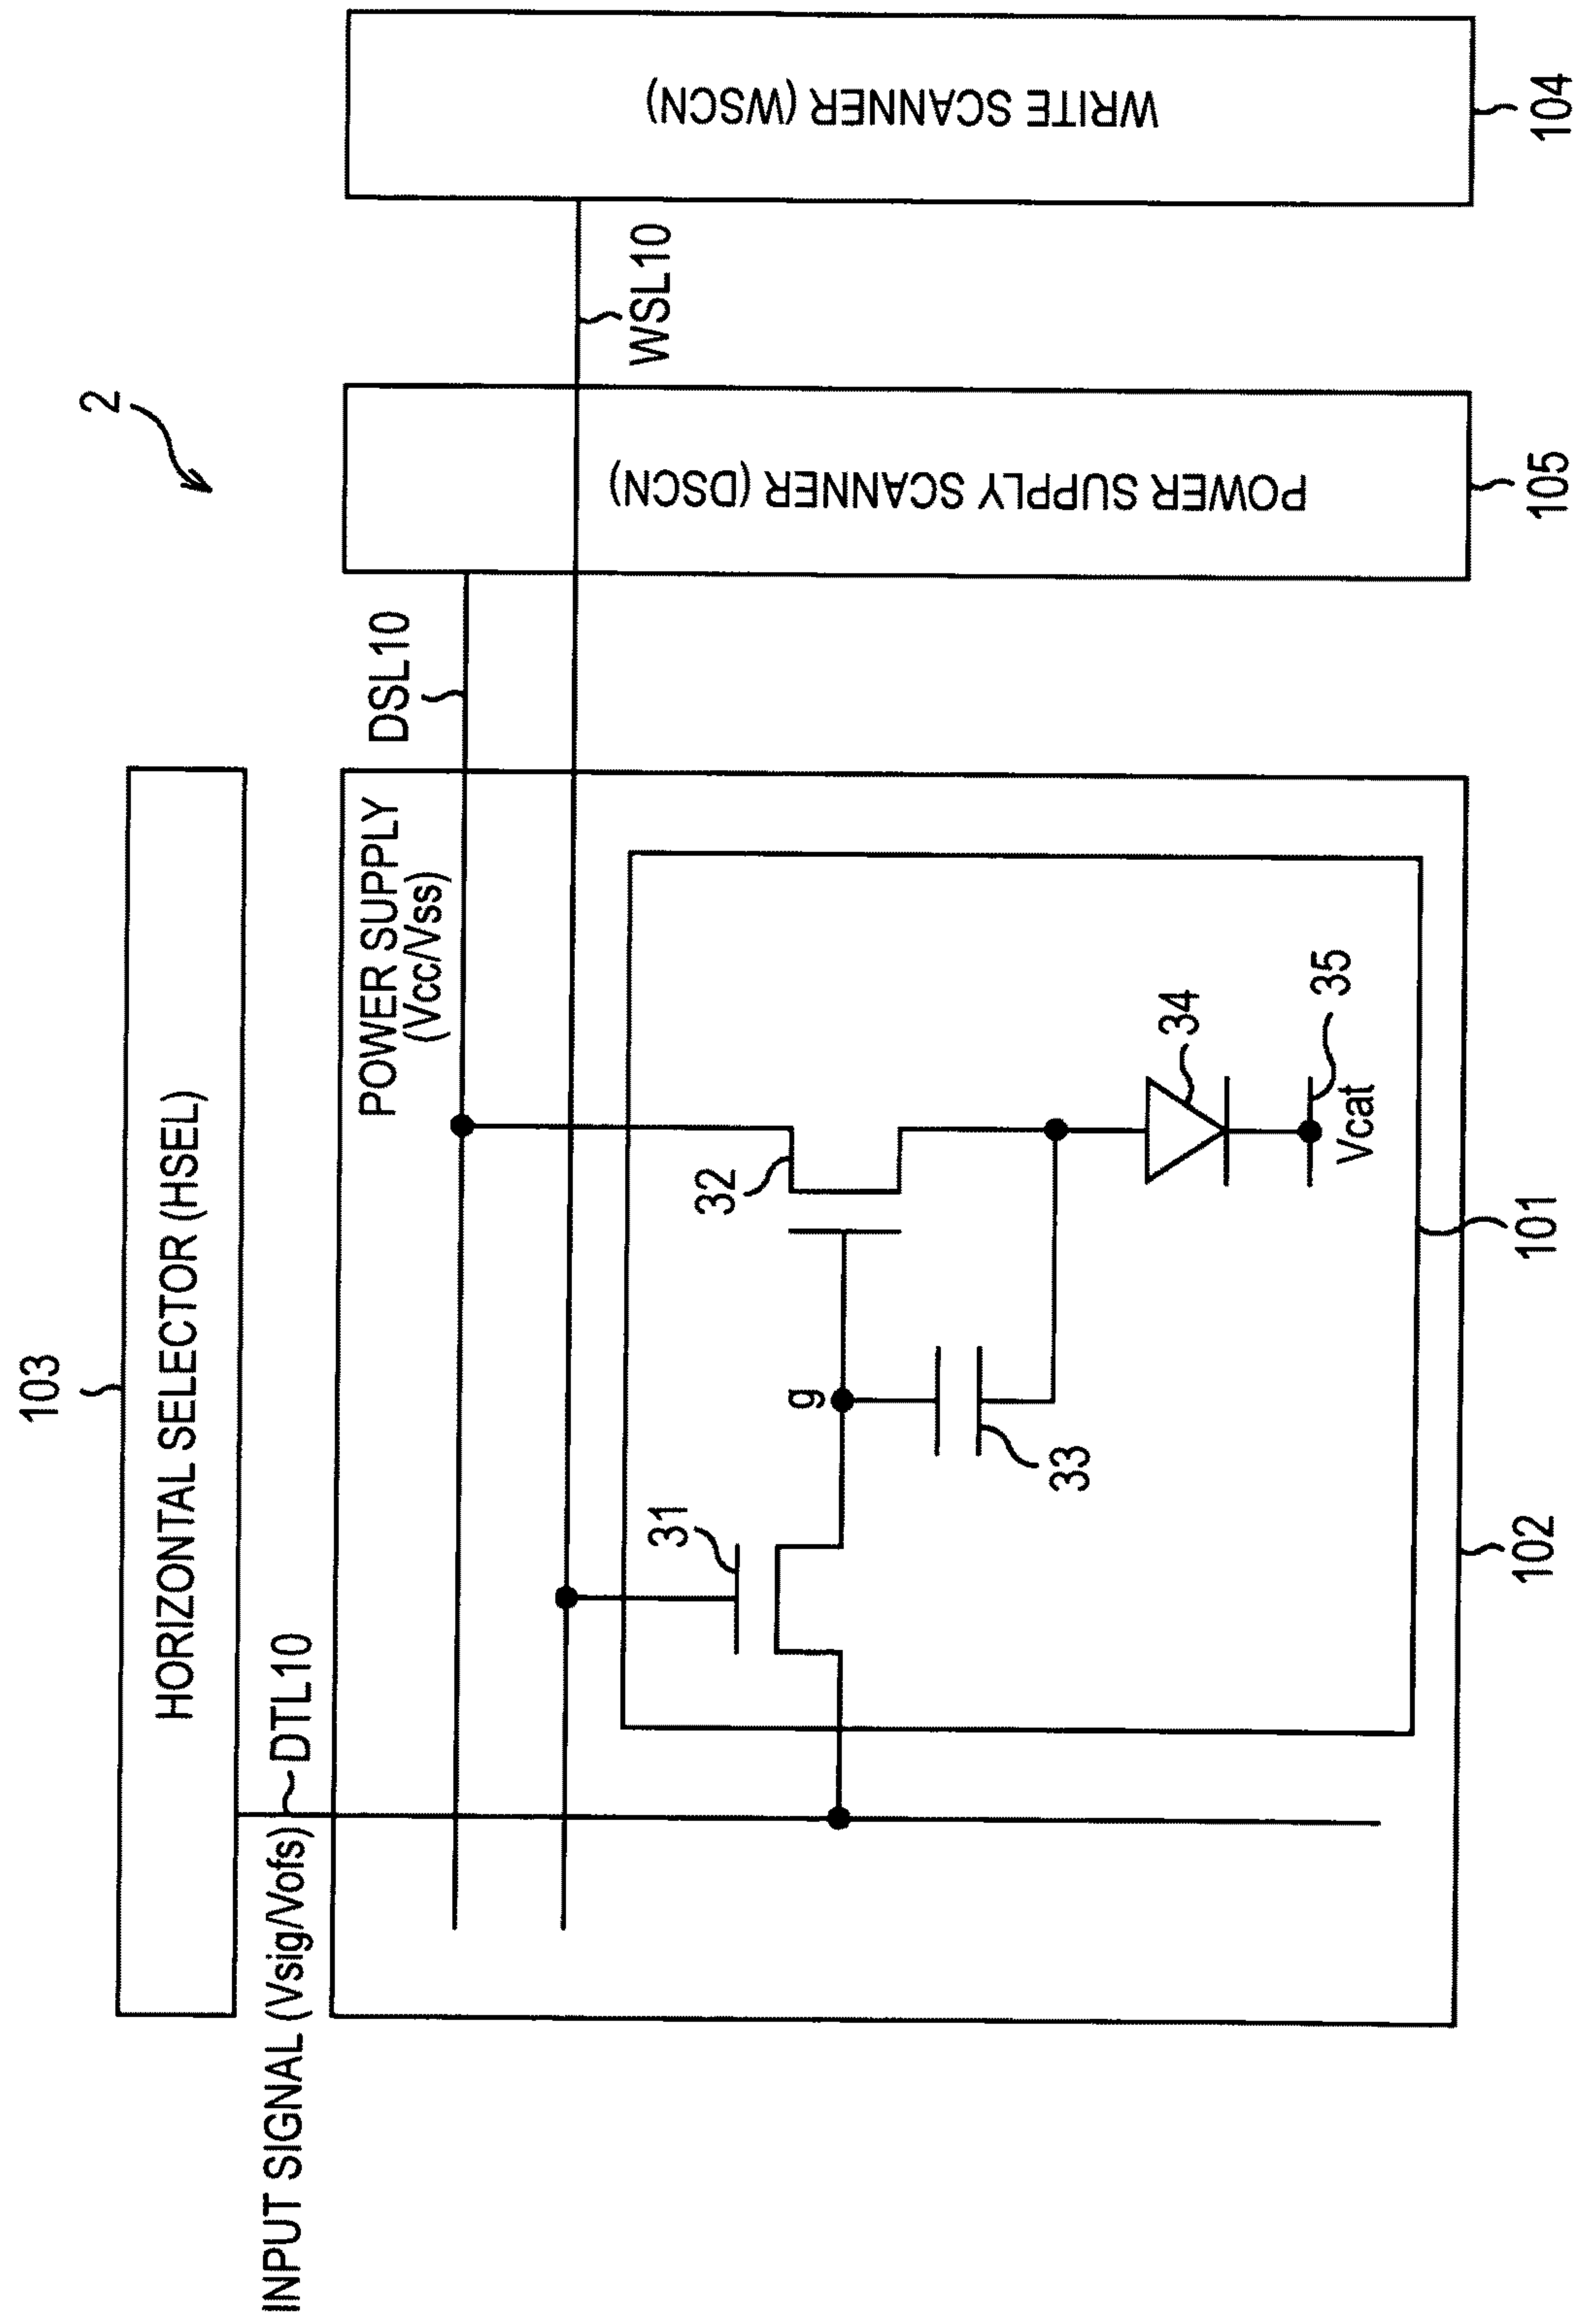 2
103
HORIZONTAL SELECTOR (HSEL)
INPUT SIGNAL (Vsig/Vofs)
DTL10
POWER SUPPLY
(Vcc/Vss)
DSL10
WSL10
POWER SUPPLY SCANNER (DSCN)
105
WRITE SCANNER (WSCN)
104
31
g
32
33
34
35
Vcat
101
102